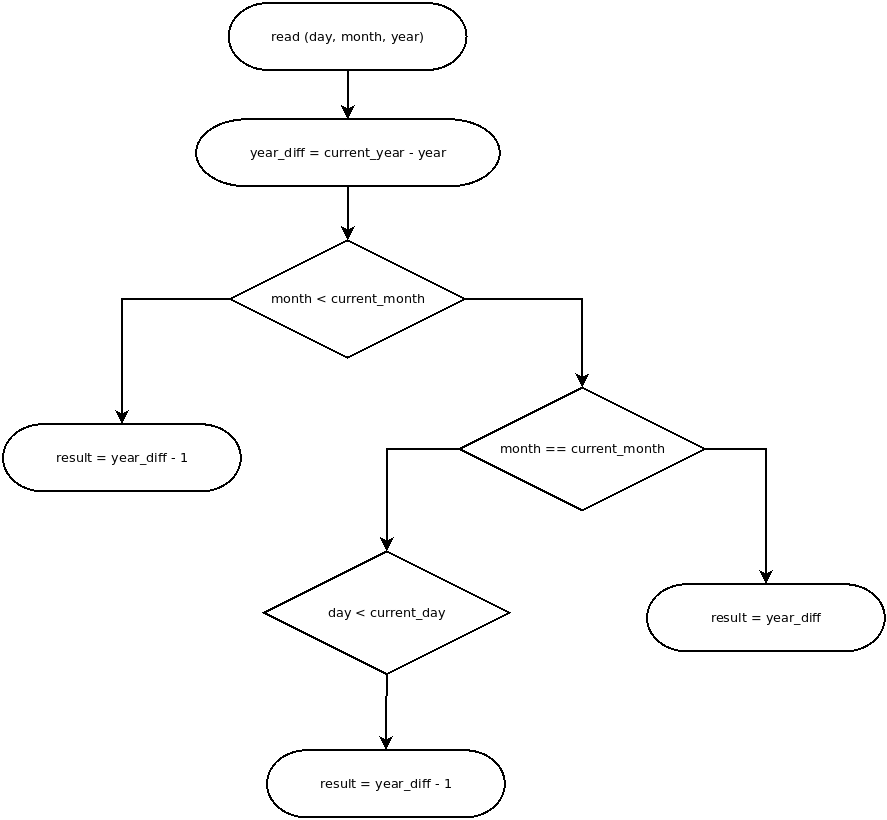 read (day, month, year)
year_diff = current_year - year
month < current_month
month == current_month
result = year_diff - 1
day < current_day
result = year_diff
result = year_diff - 1